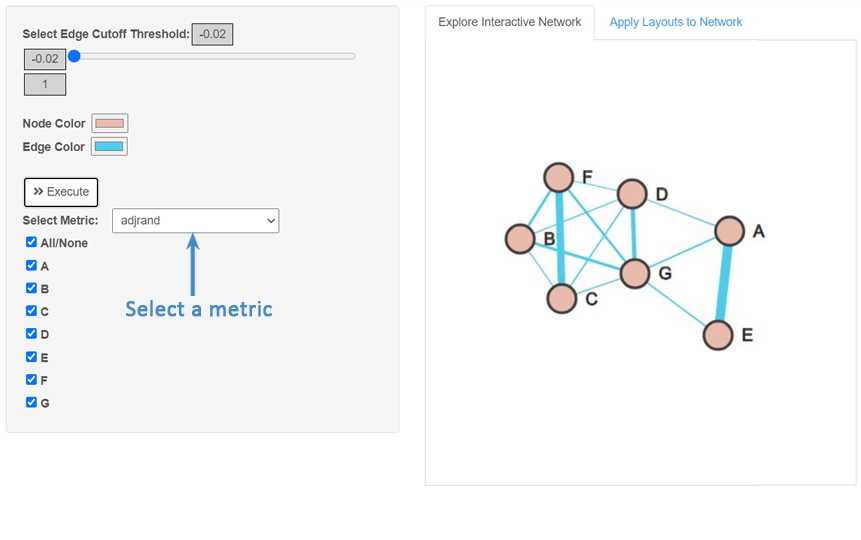 Select Edge Cutoff Threshold: -0.02
-0.02
1
Node Color
Edge Color
Execute
Select Metric: adjrand
All/None
A
B
C
D
E
F
G
Select a metric
Explore Interactive Network
Apply Layouts to Network
F
D
A
B
G
C
E